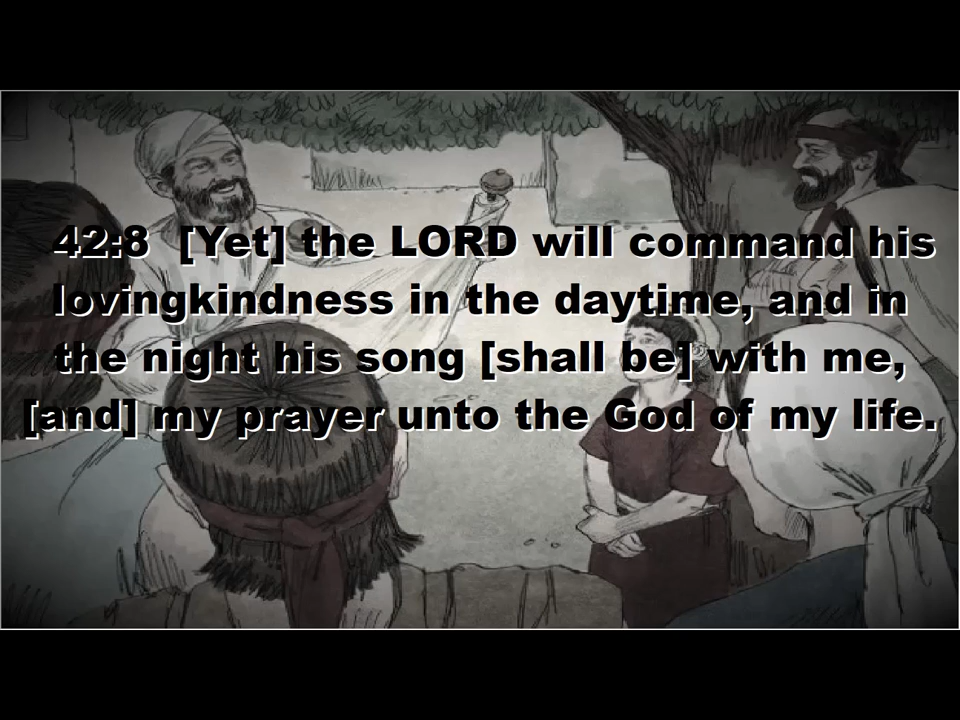 42:8 [Yet] the LORD will command his
lovingkindness in the daytime, and in
the night his song [shall be] with me,
[and] my prayer unto the God of my life.